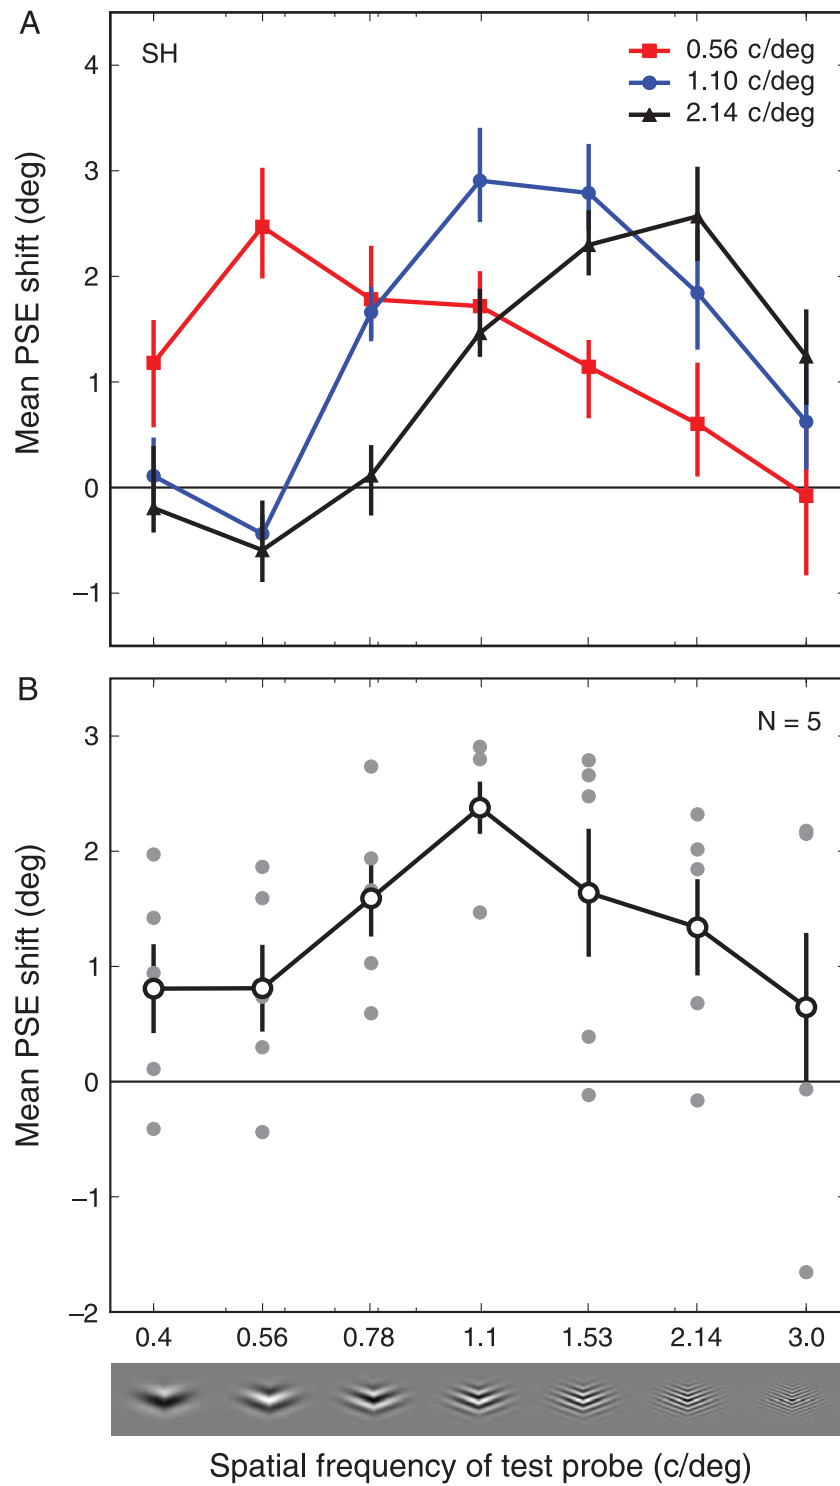 A
SH
0.56 c/deg
1.10 c/deg
2.14 c/deg
4
3
2
1
0
−1
Mean PSE shift (deg)
B
N = 5
3
2
1
0
−1
−2
Mean PSE shift (deg)
0.4 0.56 0.78 1.1 1.53 2.14 3.0
Spatial frequency of test probe (c/deg)